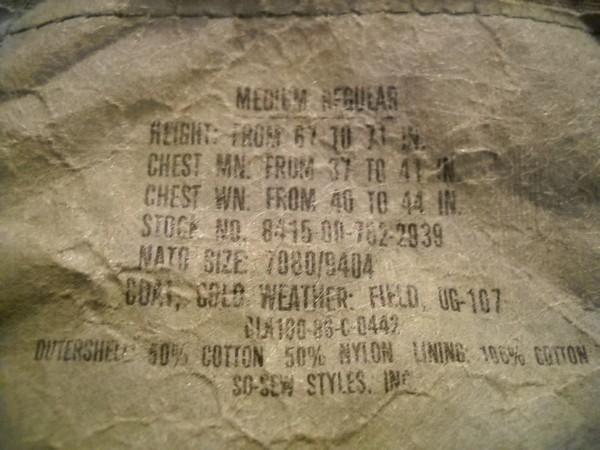 MEDIUM REGULAR
HEIGHT: FROM 67 TO 71 IN.
CHEST MN. FROM 37 TO 41 IN.
CHEST WN. FROM 40 TO 44 IN.
STOCK NO. 8415-00-782-2939
NATO SIZE: 7080/9404
COAT, COLD WEATHER: FIELD, OG-107
DLA100-86-C-0442
OUTERSHELL: 50% COTTON 50% NYLON LINING: 100% COTTON
SO-SEW STYLES, INC.